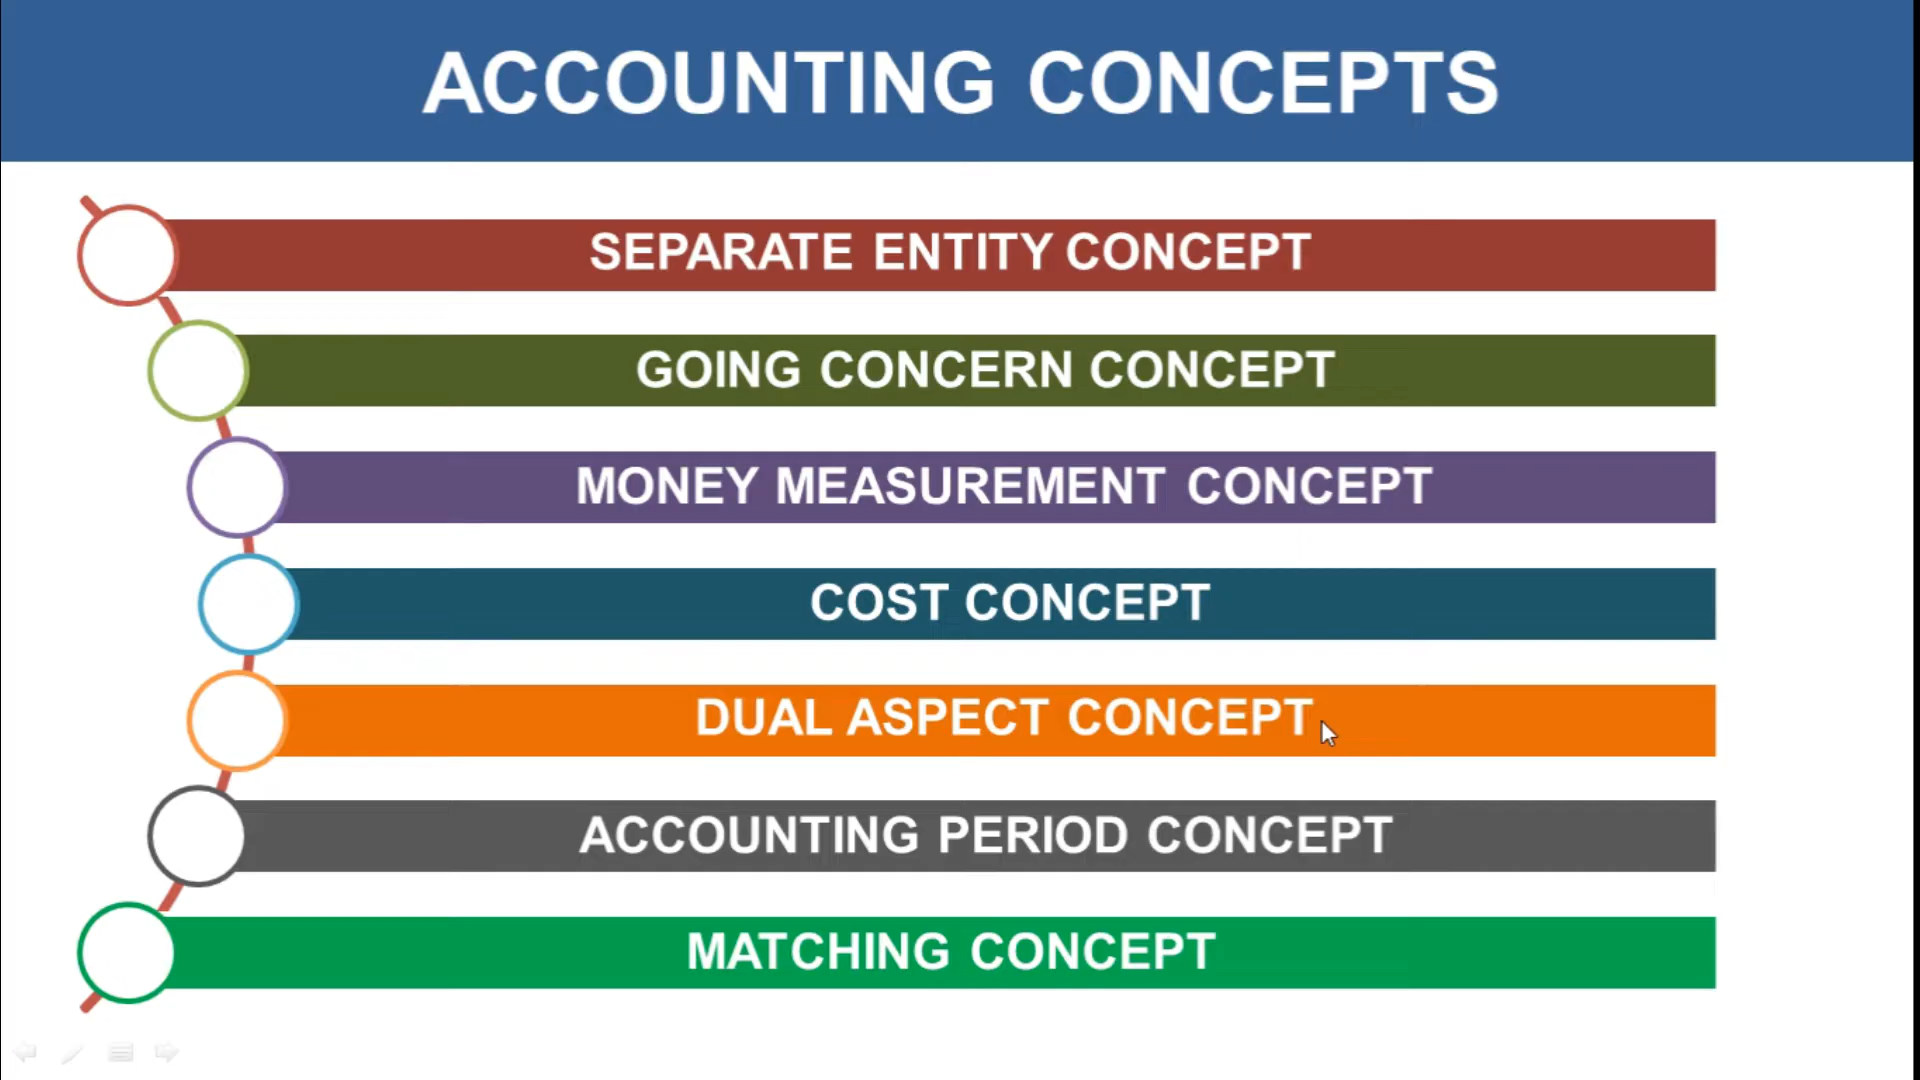 ACCOUNTING CONCEPTS
SEPARATE ENTITY CONCEPT
GOING CONCERN CONCEPT
MONEY MEASUREMENT CONCEPT
COST CONCEPT
DUAL ASPECT CONCEPT
ACCOUNTING PERIOD CONCEPT
MATCHING CONCEPT